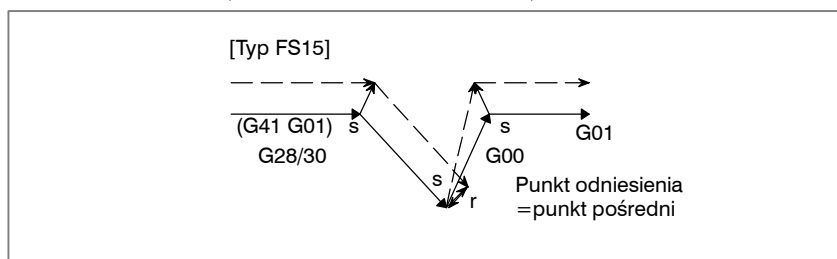 [Typ FS15]
(G41 G01) s
s
G01
G28/30
G00
s
Punkt odniesienia
r
=punkt pośredni